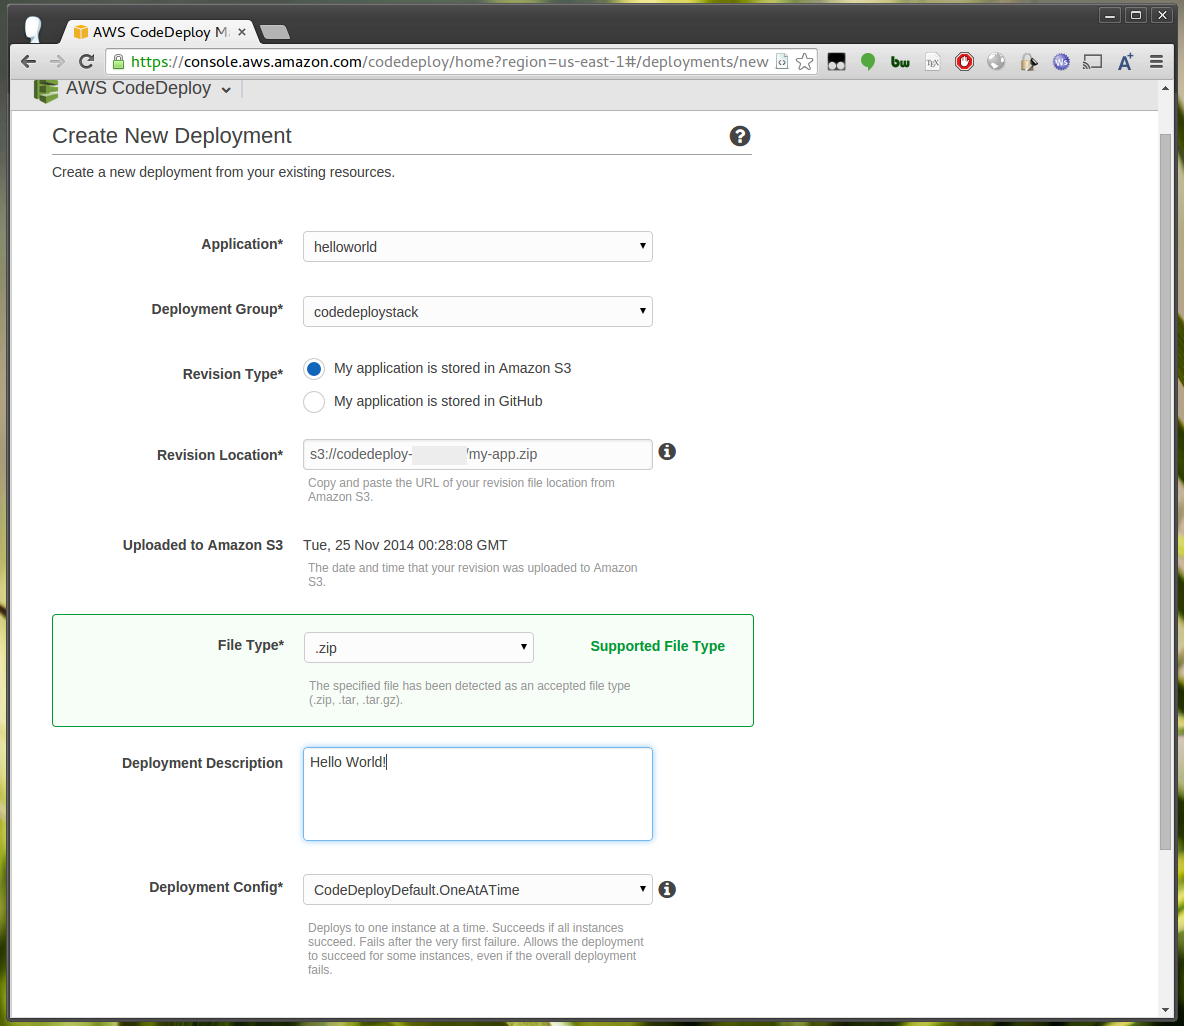 AWS CodeDeploy M
https://console.aws.amazon.com/codedeploy/home?region=us-east-1#/deployments/new
AWS CodeDeploy
Create New Deployment
Create a new deployment from your existing resources.
Application* helloworld
Deployment Group* codedeploystack
Revision Type* My application is stored in Amazon S3
My application is stored in GitHub
Revision Location* s3://codedeploy- /my-app.zip
Copy and paste the URL of your revision file location from
Amazon S3.
Uploaded to Amazon S3 Tue, 25 Nov 2014 00:28:08 GMT
The date and time that your revision was uploaded to Amazon
S3.
File Type* .zip Supported File Type
The specified file has been detected as an accepted file type
(.zip, .tar, .tar.gz).
Deployment Description Hello World!
Deployment Config* CodeDeployDefault.OneAtATime
Deploys to one instance at a time. Succeeds if all instances
succeed. Fails after the very first failure. Allows the deployment
to succeed for some instances, even if the overall deployment
fails.